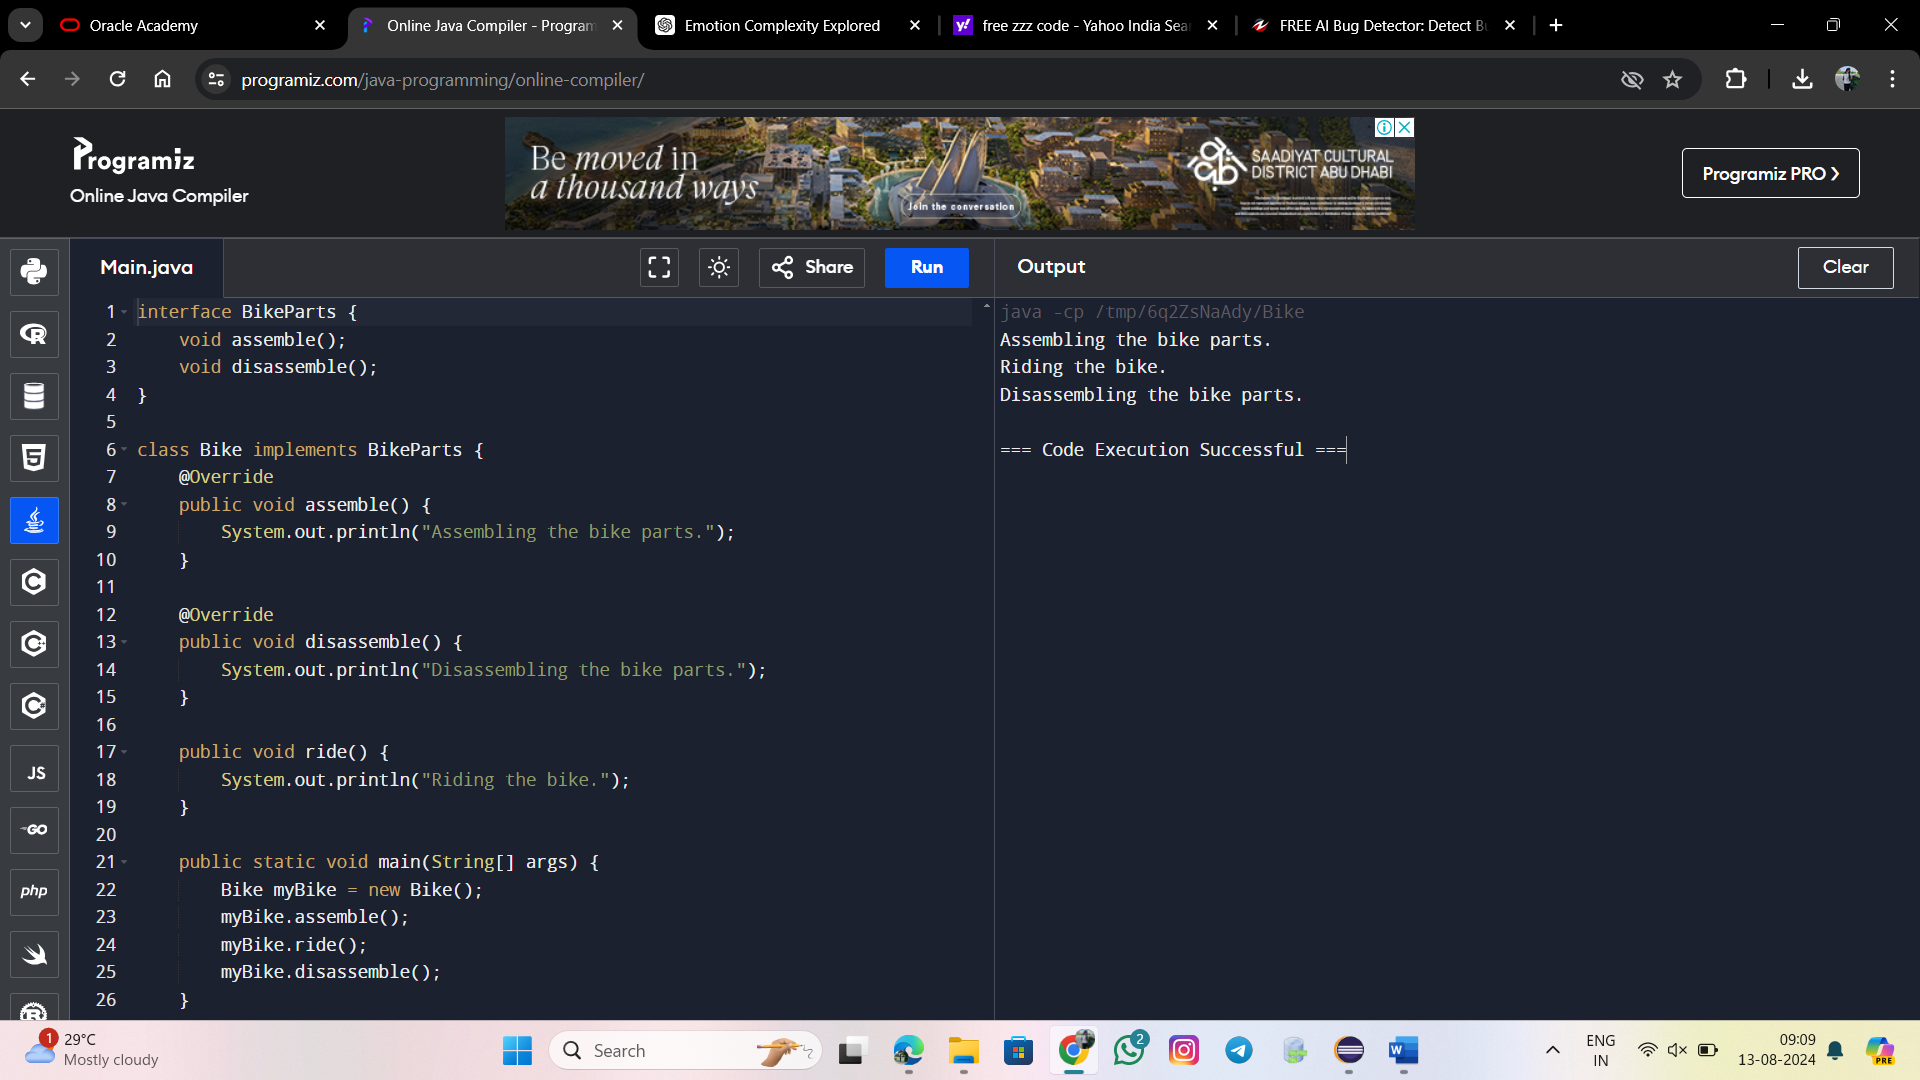 Oracle Academy
Online Java Compiler - Program
Emotion Complexity Explored
free zzz code - Yahoo India Sea
FREE AI Bug Detector: Detect Bu
programiz.com/java-programming/online-compiler/
Programiz
Online Java Compiler
Be moved in
a thousand ways
Join the conversation
SAADIYAT CULTURAL
DISTRICT ABU DHABI
Programiz PRO
Main.java
Share
Run
Output
Clear
1 interface BikeParts {
2 void assemble();
3 void disassemble();
4 }
5
6 class Bike implements BikeParts {
7 @Override
8 public void assemble() {
9 System.out.println("Assembling the bike parts.");
10 }
11
12 @Override
13 public void disassemble() {
14 System.out.println("Disassembling the bike parts.");
15 }
16
17 public void ride() {
18 System.out.println("Riding the bike.");
19 }
20
21 public static void main(String[] args) {
22 Bike myBike = new Bike();
23 myBike.assemble();
24 myBike.ride();
25 myBike.disassemble();
26 }
java -cp /tmp/6q2ZsNaAdy/Bike
Assembling the bike parts.
Riding the bike.
Disassembling the bike parts.
=== Code Execution Successful ===
JS
GO
php
1
29°C
Mostly cloudy
Search
2
ENG
IN
09:09
13-08-2024
PRE